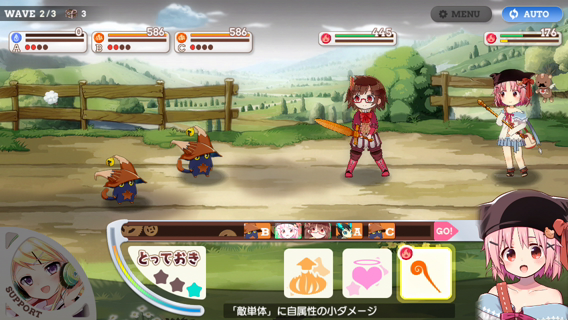 WAVE 2/3 3
MENU
AUTO
0
A
586
B
586
C
445
176
B
A
C
GO!
とっておき
SUPPORT
「敵単体」に自属性の小ダメージ